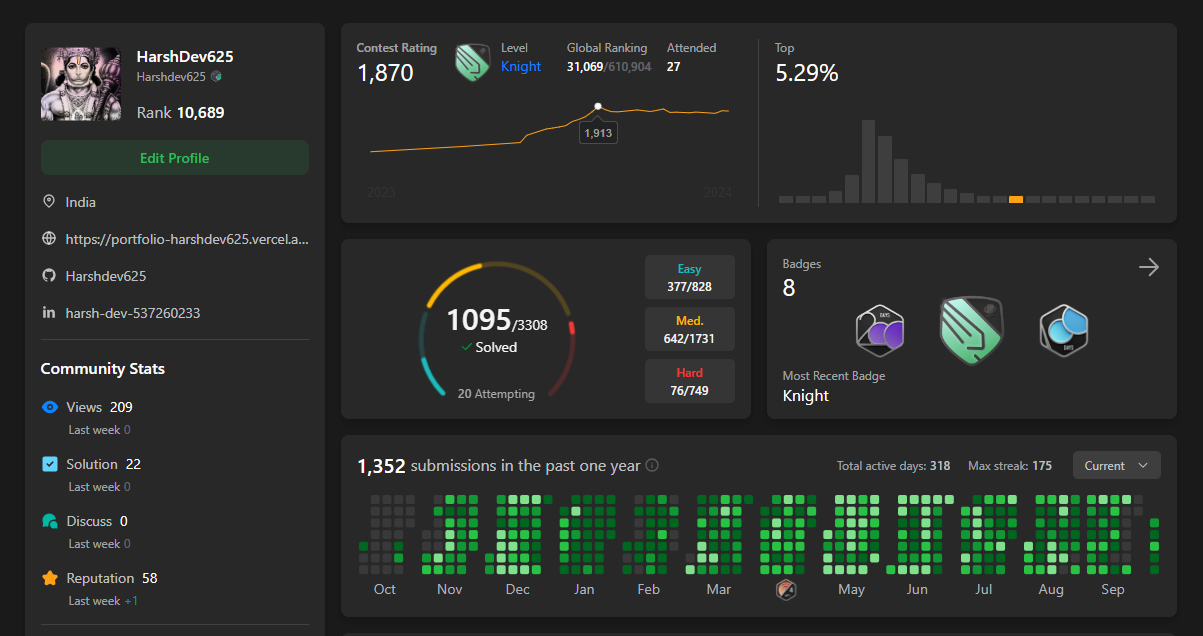 HarshDev625
Harshdev625
Rank 10,689
Edit Profile
India
https://portfolio-harshdev625.vercel.a...
Harshdev625
harsh-dev-537260233
Community Stats
Views 209
Last week 0
Solution 22
Last week 0
Discuss 0
Last week 0
Reputation 58
Last week +1
Contest Rating
1,870
Level
Knight
Global Ranking
31,069/610,904
Attended
27
1,913
2023
2024
Top
5.29%
1095/3308
Solved
20 Attempting
Easy
377/828
Med.
642/1731
Hard
76/749
Badges
8
DAYS
DAYS
Most Recent Badge
Knight
1,352 submissions in the past one year
Total active days: 318
Max streak: 175
Current
Oct
Nov
Dec
Jan
Feb
Mar
May
Jun
Jul
Aug
Sep